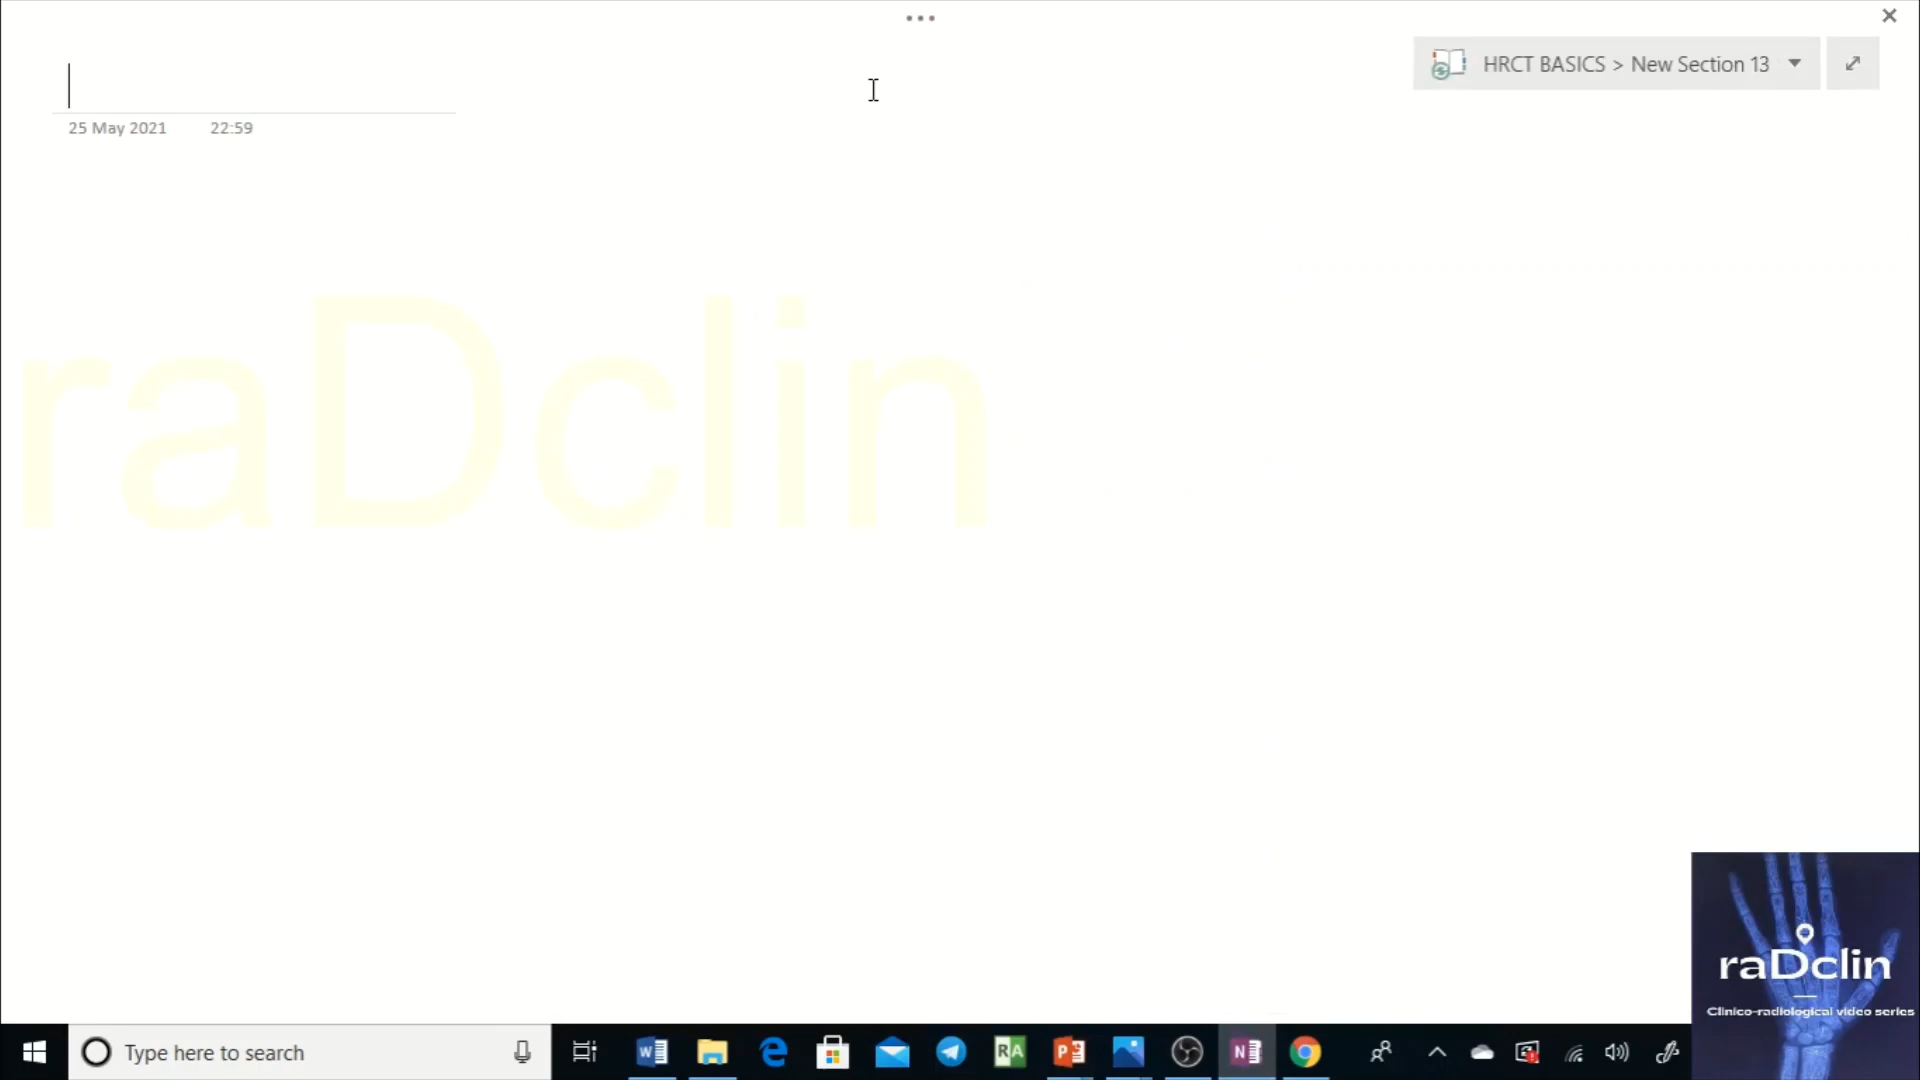 HRCT BASICS > New Section 13
25 May 2021 22:59
raDclin
raDclin
Clinico-radiological video series
Type here to search
RA